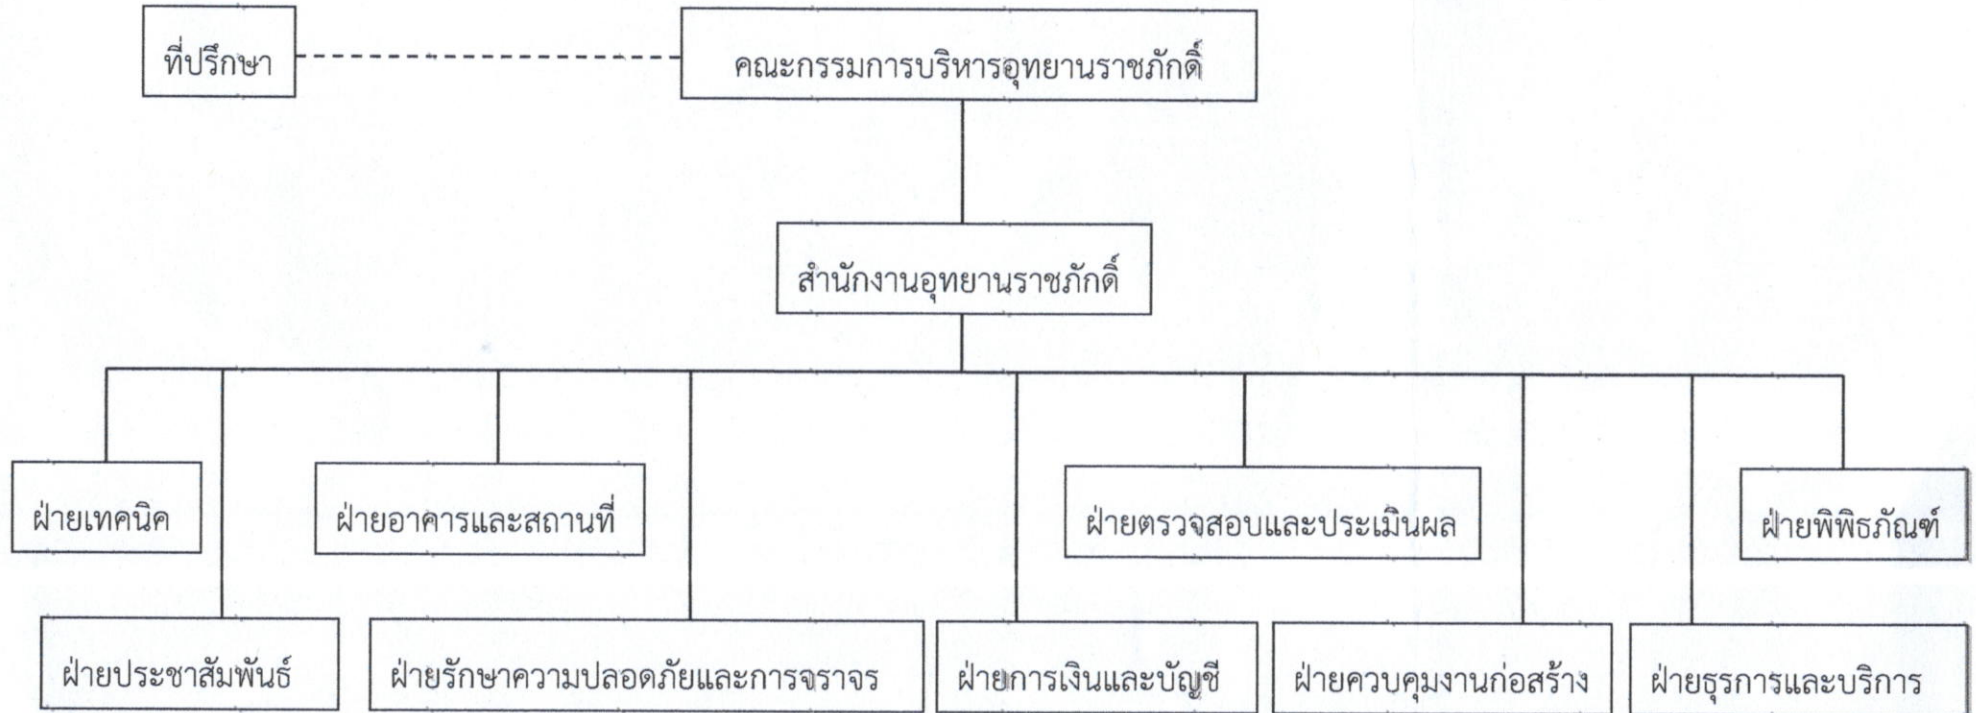 ที่ปรึกษา
คณะกรรมการบริหารอุทยานราชภักดิ์
สำนักงานอุทยานราชภักดิ์
ฝ่ายเทคนิค
ฝ่ายอาคารและสถานที่
ฝ่ายตรวจสอบและประเมินผล
ฝ่ายพิพิธภัณฑ์
ฝ่ายประชาสัมพันธ์
ฝ่ายรักษาความปลอดภัยและการจราจร
ฝ่ายการเงินและบัญชี
ฝ่ายควบคุมงานก่อสร้าง
ฝ่ายธุรการและบริการ